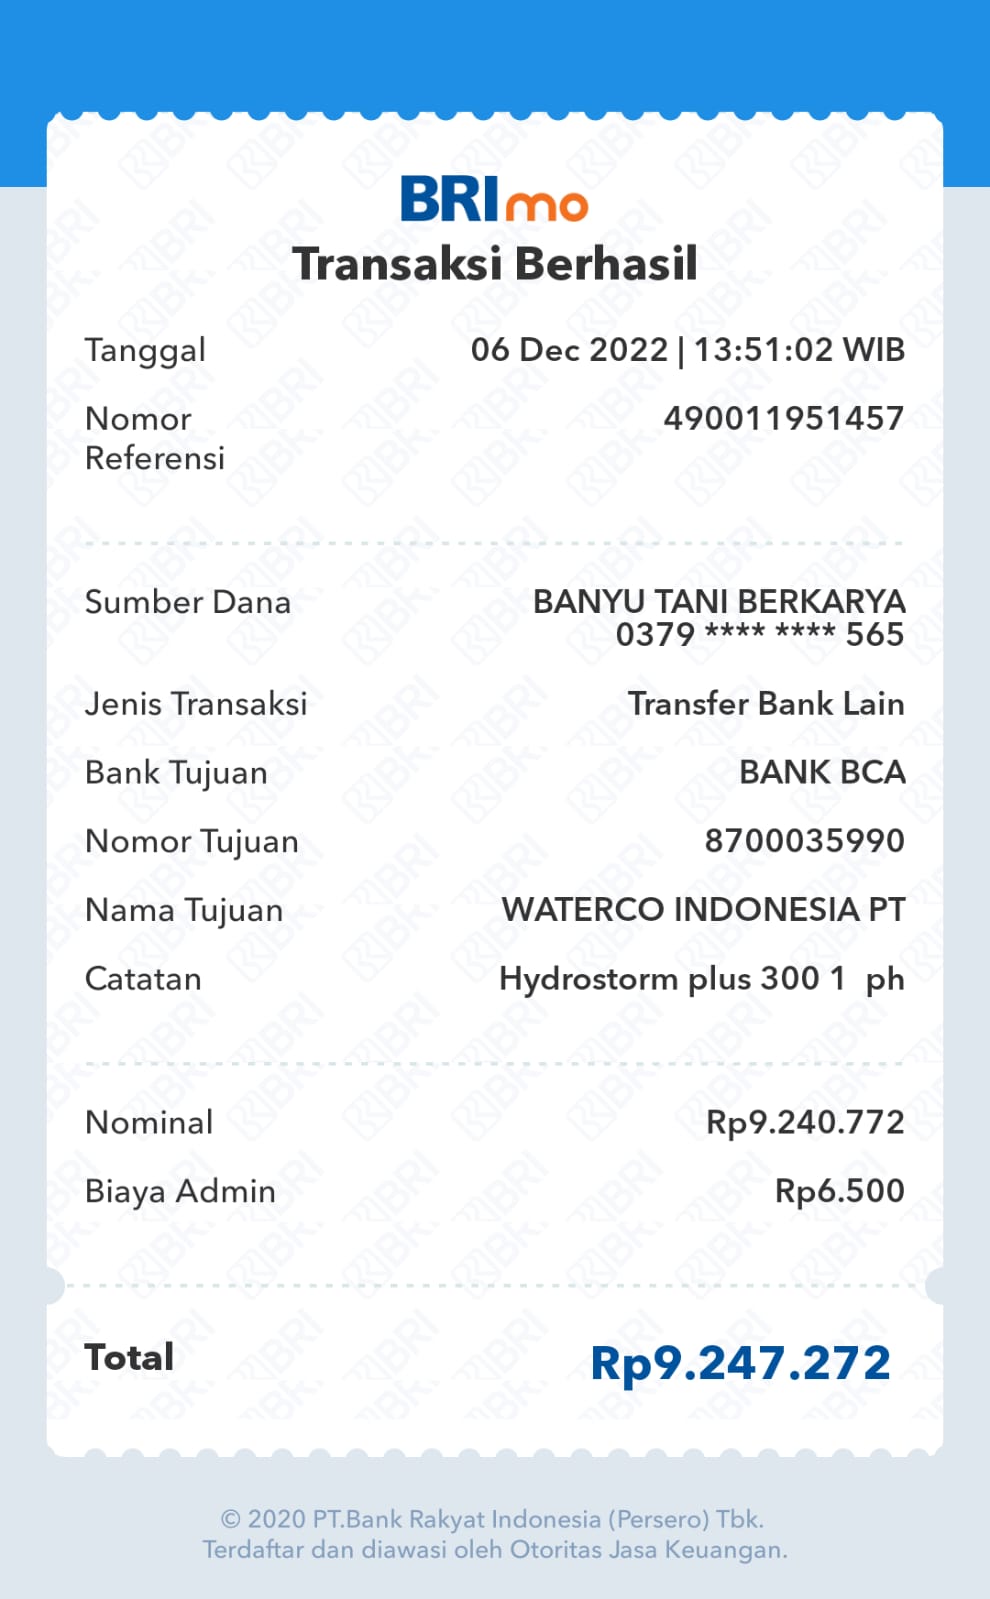 BRImo
Transaksi Berhasil
Tanggal 06 Dec 2022 | 13:51:02 WIB
Nomor 490011951457
Referensi
Sumber Dana BANYU TANI BERKARYA
0379 **** **** 565
Jenis Transaksi Transfer Bank Lain
Bank Tujuan BANK BCA
Nomor Tujuan 8700035990
Nama Tujuan WATERCO INDONESIA PT
Catatan Hydrostorm plus 300 1  ph
Nominal Rp9.240.772
Biaya Admin Rp6.500
Total Rp9.247.272
© 2020 PT.Bank Rakyat Indonesia (Persero) Tbk.
Terdaftar dan diawasi oleh Otoritas Jasa Keuangan.